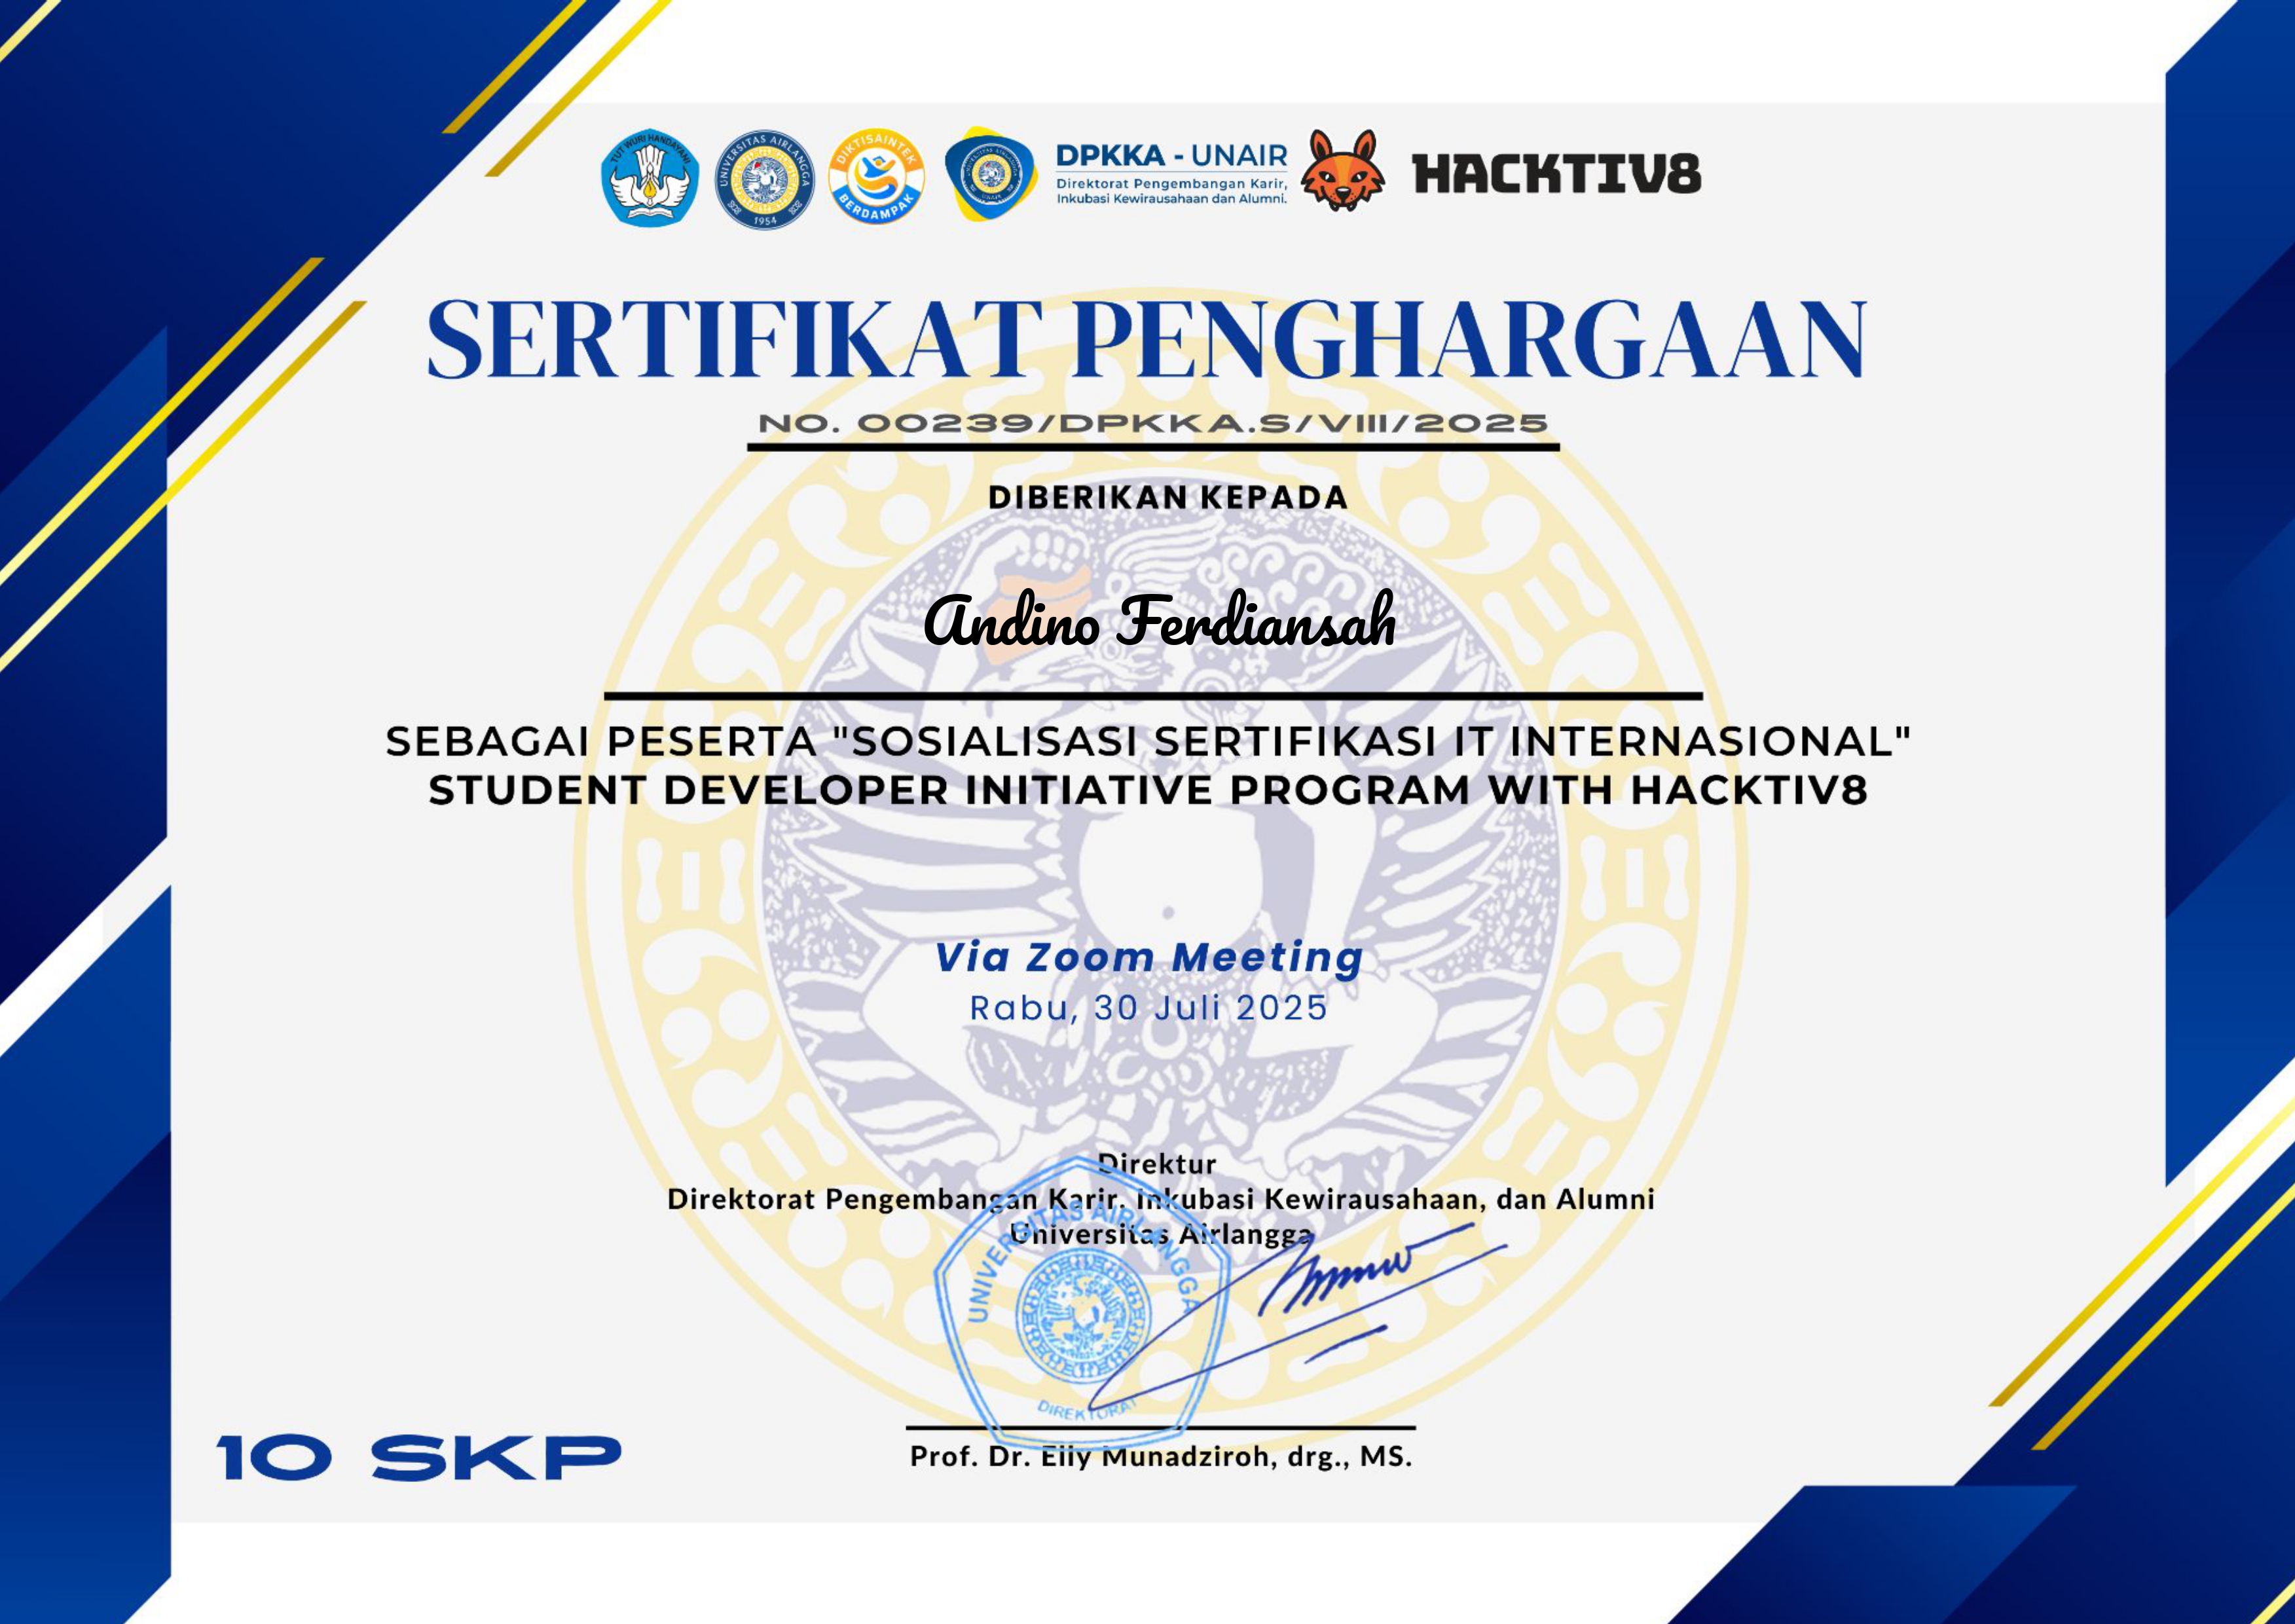 TUT WURI HANDAYANI
UNIVERSITAS AIRLANGGA
1954
DIKTISAINTEK
BERDAMPAK
DPKKA - UNAIR
Direktorat Pengembangan Karir,
Inkubasi Kewirausahaan dan Alumni.
HACKTIV8
SERTIFIKAT PENGHARGAAN
NO. 00239/DPKKA.S/VIII/2025
DIBERIKAN KEPADA
Andino Ferdiansah
SEBAGAI PESERTA "SOSIALISASI SERTIFIKASI IT INTERNASIONAL"
STUDENT DEVELOPER INITIATIVE PROGRAM WITH HACKTIV8
Via Zoom Meeting
Rabu, 30 Juli 2025
Direktur
Direktorat Pengembangan Karir, Inkubasi Kewirausahaan, dan Alumni
Universitas Airlangga
UNIVERSITAS AIRLANGGA
DIREKTORAT
Prof. Dr. Elly Munadziroh, drg., MS.
10 SKP